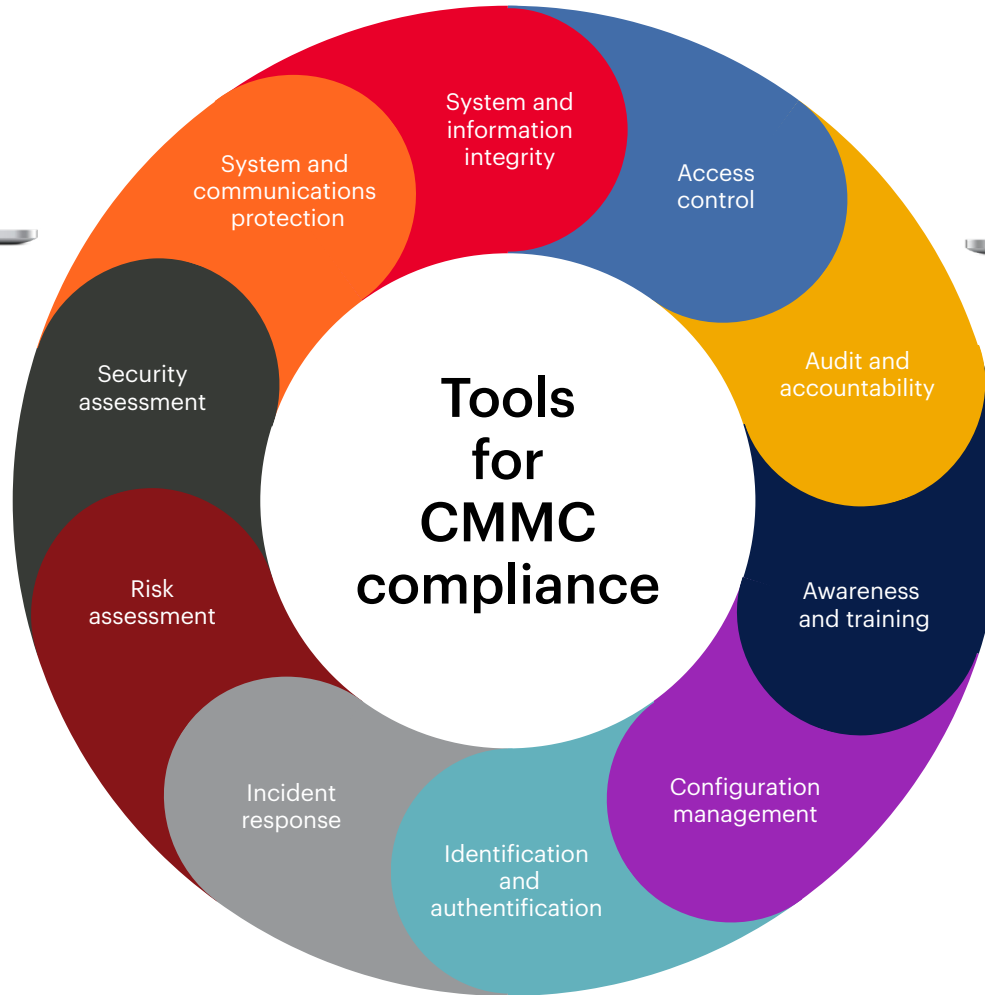 Tools
for
CMMC
compliance
System and
information
integrity
Access
control
Audit and
accountability
Awareness
and training
Configuration
management
Identification
and
authentification
Incident
response
Risk
assessment
Security
assessment
System and
communications
protection